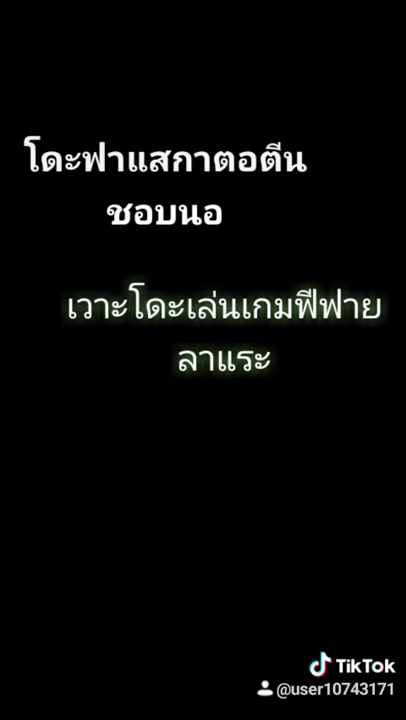 โดะฟาแสกาตอตีน
ชอบนอ
เวาะโดะเล่นเกมฟีฟาย
ลาแระ
TikTok
@user10743171